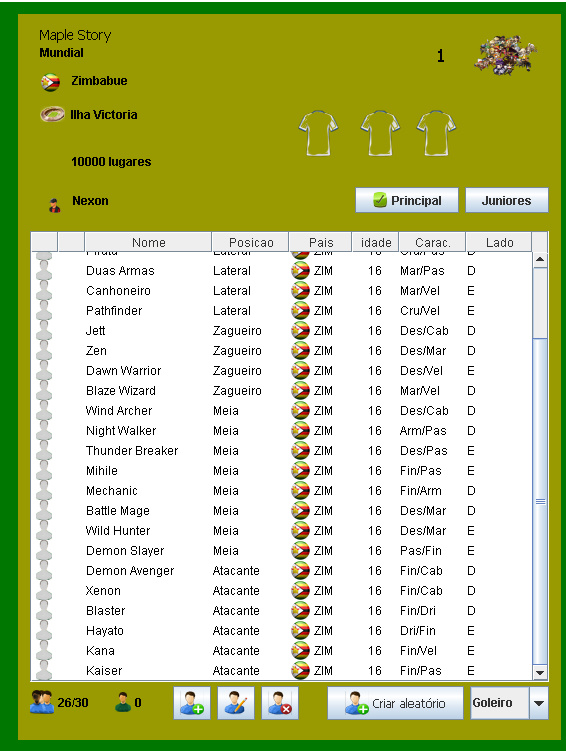 Maple Story
Mundial
1
Zimbabue
Ilha Victoria
10000 lugares
Nexon
Principal Juniores
Nome Posicao Pais idade Carac. Lado
Duas Armas Lateral ZIM 16 Mar/Pas D
Canhoneiro Lateral ZIM 16 Mar/Vel E
Pathfinder Lateral ZIM 16 Cru/Vel E
Jett Zagueiro ZIM 16 Des/Cab D
Zen Zagueiro ZIM 16 Des/Mar D
Dawn Warrior Zagueiro ZIM 16 Des/Vel E
Blaze Wizard Zagueiro ZIM 16 Mar/Vel D
Wind Archer Meia ZIM 16 Des/Cab D
Night Walker Meia ZIM 16 Arm/Pas D
Thunder Breaker Meia ZIM 16 Des/Pas E
Mihile Meia ZIM 16 Fin/Pas E
Mechanic Meia ZIM 16 Fin/Arm D
Battle Mage Meia ZIM 16 Des/Mar D
Wild Hunter Meia ZIM 16 Des/Mar E
Demon Slayer Meia ZIM 16 Pas/Fin E
Demon Avenger Atacante ZIM 16 Fin/Cab D
Xenon Atacante ZIM 16 Fin/Cab D
Blaster Atacante ZIM 16 Fin/Dri D
Hayato Atacante ZIM 16 Dri/Fin E
Kana Atacante ZIM 16 Fin/Vel E
Kaiser Atacante ZIM 16 Fin/Pas E
26/30 0 Criar aleatório Goleiro